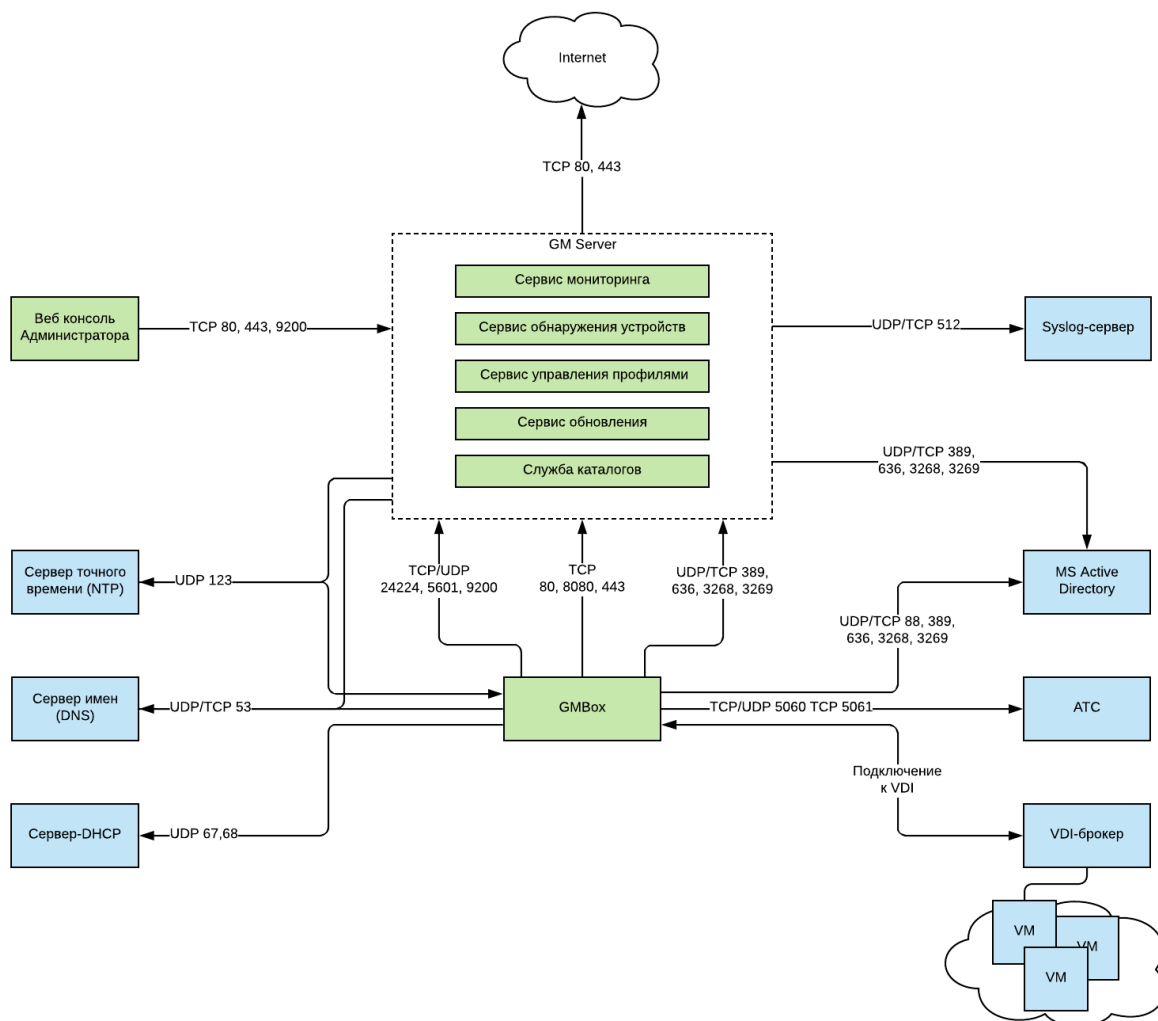 Internet
TCP 80, 443
GM Server
Сервис мониторинга
Сервис обнаружения устройств
Сервис управления профилями
Сервис обновления
Служба каталогов
Веб консоль
Администратора
TCP 80, 443, 9200
UDP/TCP 512
Syslog-сервер
UDP/TCP 389,
636, 3268, 3269
Сервер точного
времени (NTP)
UDP 123
TCP/UDP
24224, 5601, 9200
TCP
80, 8080, 443
UDP/TCP 389,
636, 3268, 3269
MS Active
Directory
UDP/TCP 88, 389,
636, 3268, 3269
Сервер имен
(DNS)
UDP/TCP 53
GMBox
TCP/UDP 5060 TCP 5061
АТС
Подключение
к VDI
Сервер-DHCP
UDP 67,68
VDI-брокер
VM
VM
VM